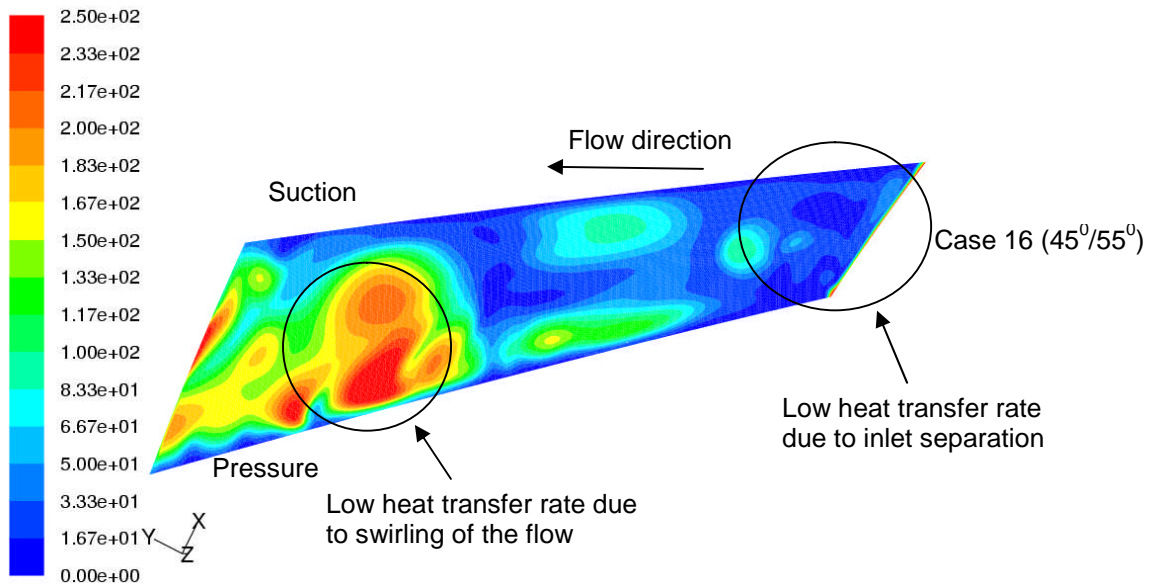 2.50e+02
2.33e+02
2.17e+02
2.00e+02
1.83e+02
1.67e+02
1.50e+02
1.33e+02
1.17e+02
1.00e+02
8.33e+01
6.67e+01
5.00e+01
3.33e+01
1.67e+01
0.00e+00
Flow direction
Suction
Case 16 (45⁰/55⁰)
Low heat transfer rate
due to inlet separation
Pressure
Low heat transfer rate due
to swirling of the flow
X
Y
Z